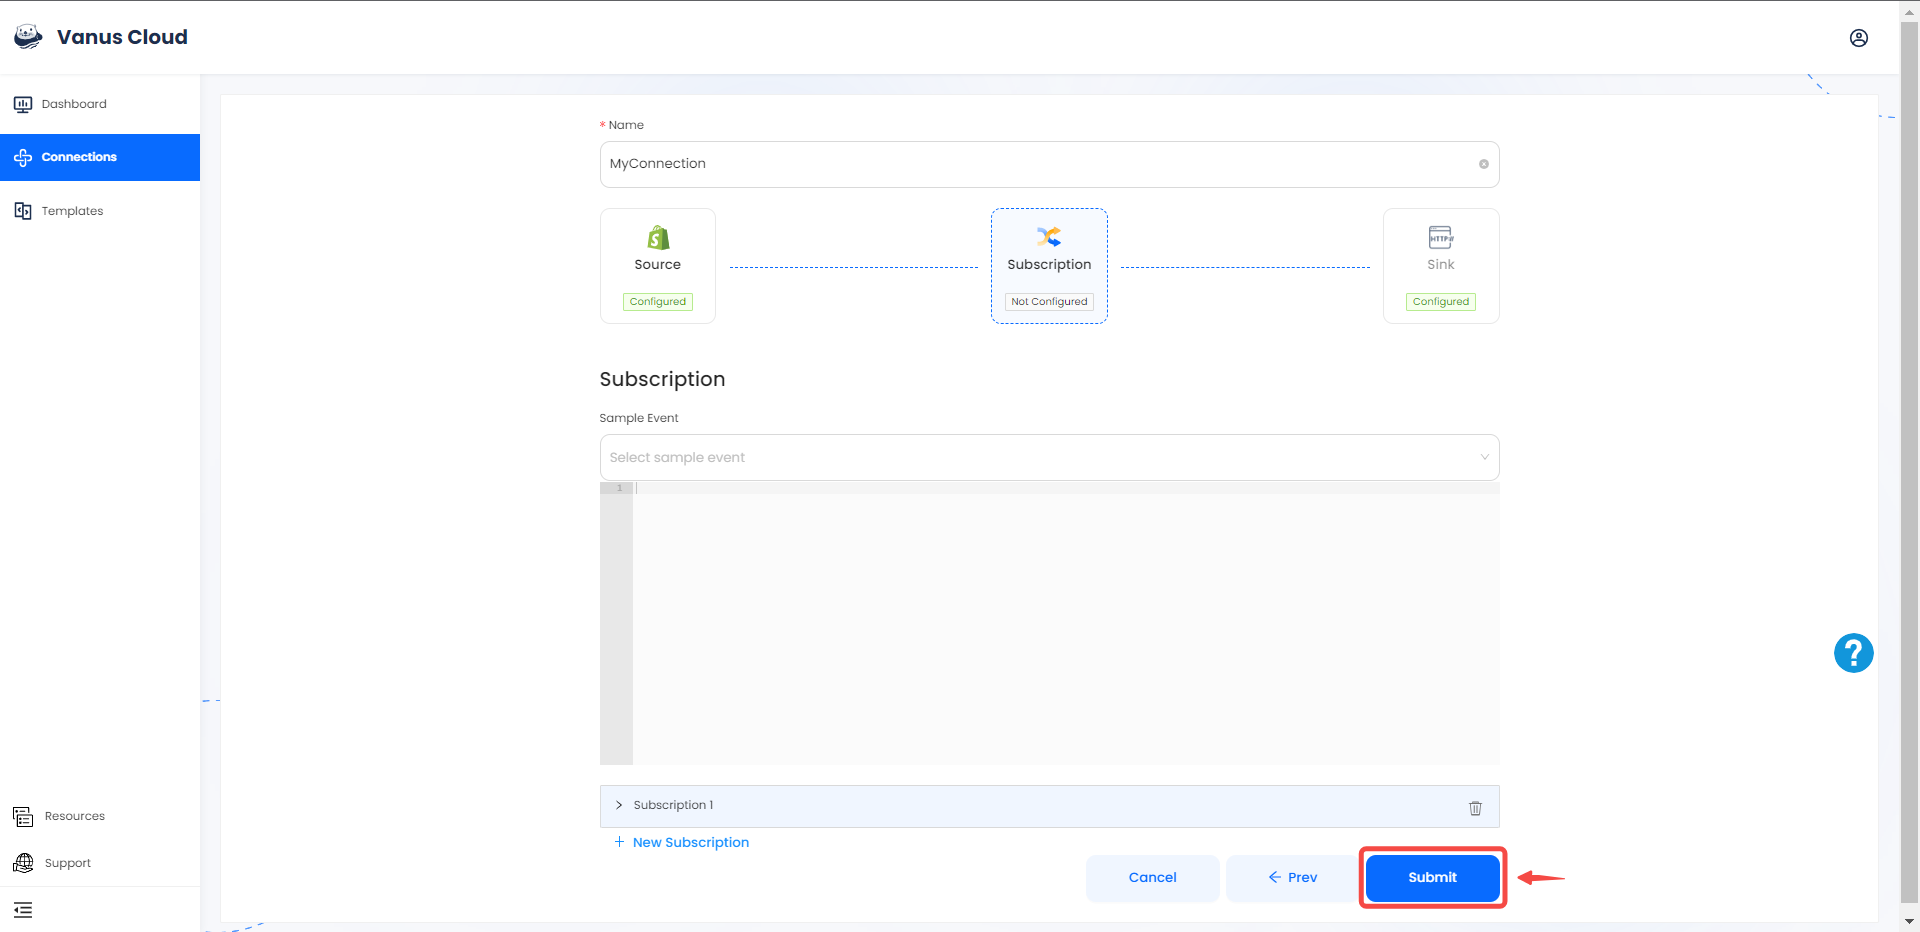 Vanus Cloud
Dashboard
Connections
Templates
* Name
MyConnection
Source
Configured
Subscription
Not Configured
HTTP//
Sink
Configured
Subscription
Sample Event
Select sample event
1
Subscription 1
+ New Subscription
Cancel
← Prev
Submit
?
Resources
Support